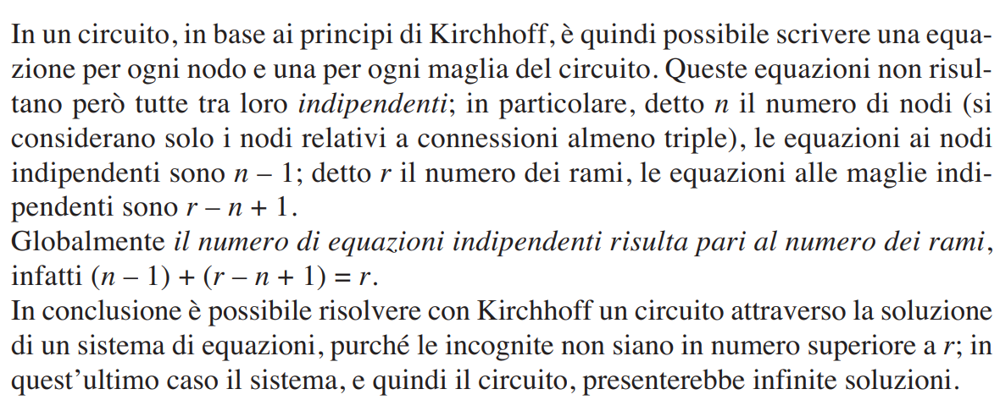 In un circuito, in base ai principi di Kirchhoff, è quindi possibile scrivere una equa-
zione per ogni nodo e una per ogni maglia del circuito. Queste equazioni non risul-
tano però tutte tra loro indipendenti; in particolare, detto n il numero di nodi (si
considerano solo i nodi relativi a connessioni almeno triple), le equazioni ai nodi
indipendenti sono n – 1; detto r il numero dei rami, le equazioni alle maglie indi-
pendenti sono r – n + 1.
Globalmente il numero di equazioni indipendenti risulta pari al numero dei rami,
infatti (n – 1) + (r – n + 1) = r.
In conclusione è possibile risolvere con Kirchhoff un circuito attraverso la soluzione
di un sistema di equazioni, purché le incognite non siano in numero superiore a r; in
quest’ultimo caso il sistema, e quindi il circuito, presenterebbe infinite soluzioni.